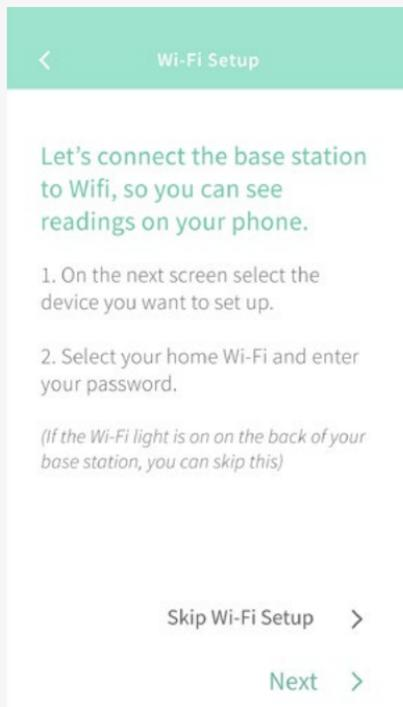 Wi-Fi Setup
Let's connect the base station
to Wifi, so you can see
readings on your phone.
1. On the next screen select the
device you want to set up.
2. Select your home Wi-Fi and enter
your password.
(If the Wi-Fi light is on on the back of your
base station, you can skip this)
Skip Wi-Fi Setup
Next